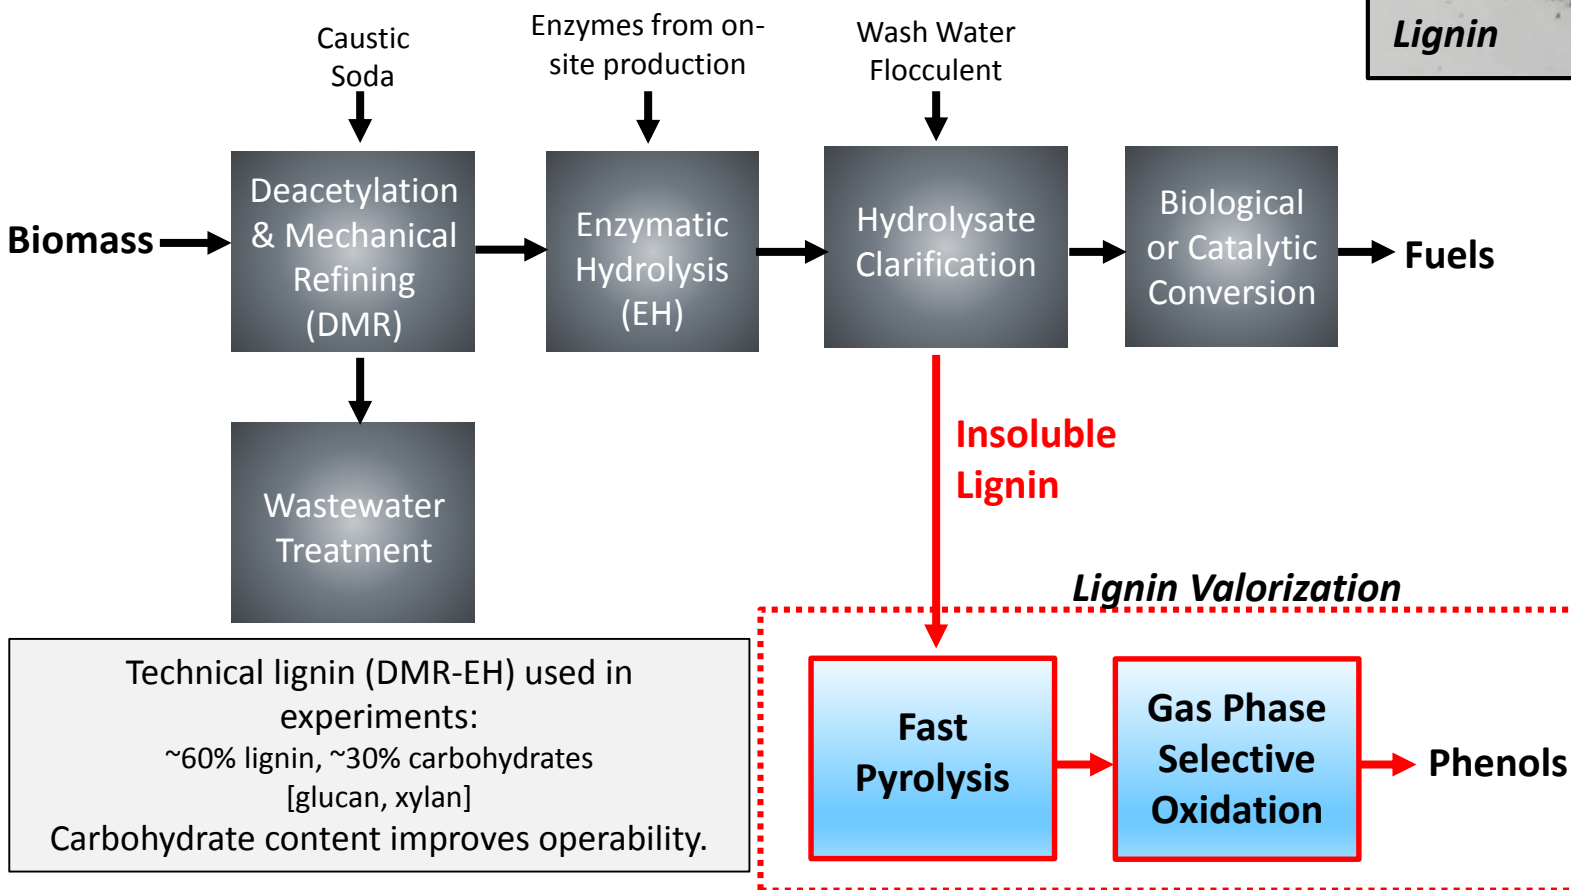 Caustic
Soda
Enzymes from on-
site production
Wash Water
Flocculent
Lignin
Biomass
Deacetylation
& Mechanical
Refining
(DMR)
Enzymatic
Hydrolysis
(EH)
Hydrolysate
Clarification
Biological
or Catalytic
Conversion
Fuels
Insoluble
Lignin
Wastewater
Treatment
Lignin Valorization
Technical lignin (DMR-EH) used in
experiments:
~60% lignin, ~30% carbohydrates
[glucan, xylan]
Carbohydrate content improves operability.
Fast
Pyrolysis
Gas Phase
Selective
Oxidation
Phenols